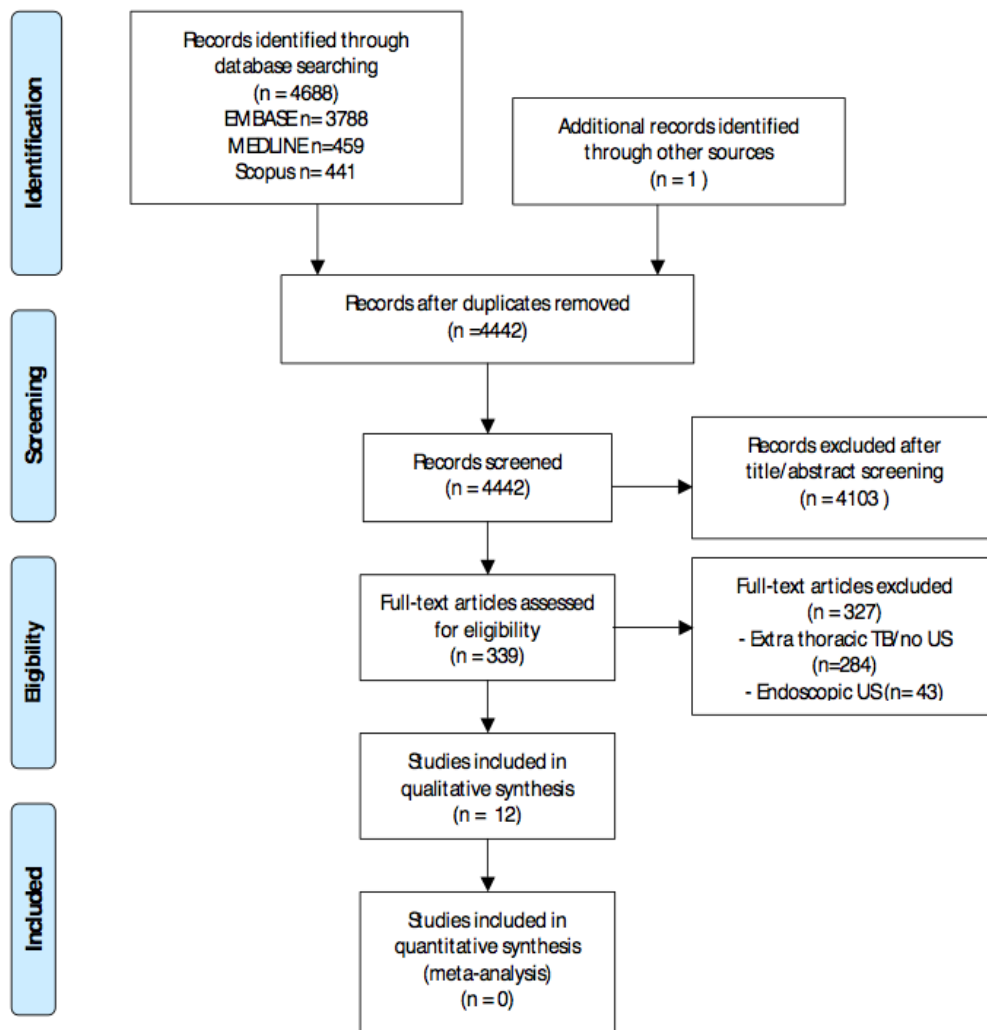 Identification
Records identified through
database searching
(n = 4688)
EMBASE n= 3788
MEDLINE n=459
Scopus n= 441
Additional records identified
through other sources
(n = 1 )
Records after duplicates removed
(n =4442)
Screening
Records screened
(n = 4442)
Records excluded after
title/abstract screening
(n = 4103 )
Eligibility
Full-text articles assessed
for eligibility
(n = 339)
Full-text articles excluded
(n = 327)
- Extra thoracic TB/no US
(n=284)
- Endoscopic US (n= 43)
Studies included in
qualitative synthesis
(n = 12)
Included
Studies included in
quantitative synthesis
(meta-analysis)
(n = 0)